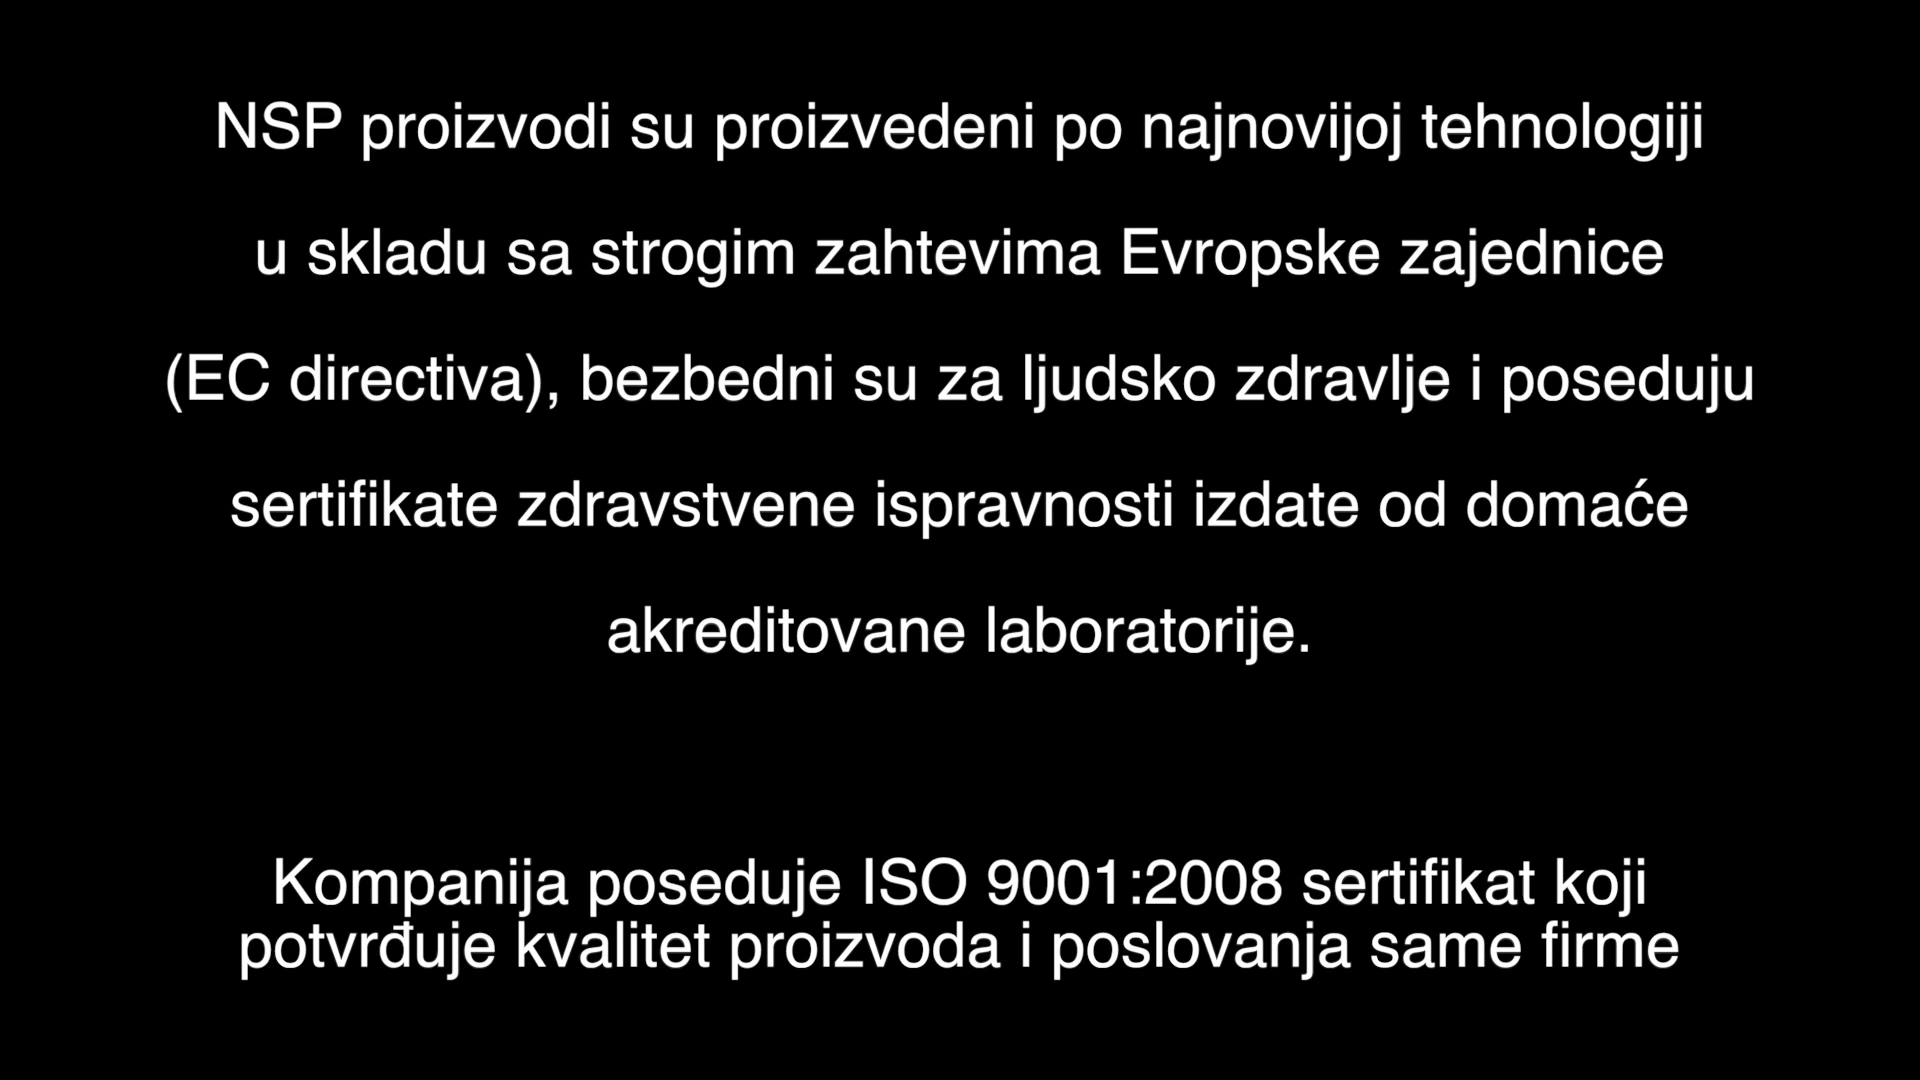 NSP proizvodi su proizvedeni po najnovijoj tehnologiji
u skladu sa strogim zahtevima Evropske zajednice
(EC directiva), bezbedni su za ljudsko zdravlje i poseduju
sertifikate zdravstvene ispravnosti izdate od domaće
akreditovane laboratorije.
Kompanija poseduje ISO 9001:2008 sertifikat koji
potvrđuje kvalitet proizvoda i poslovanja same firme